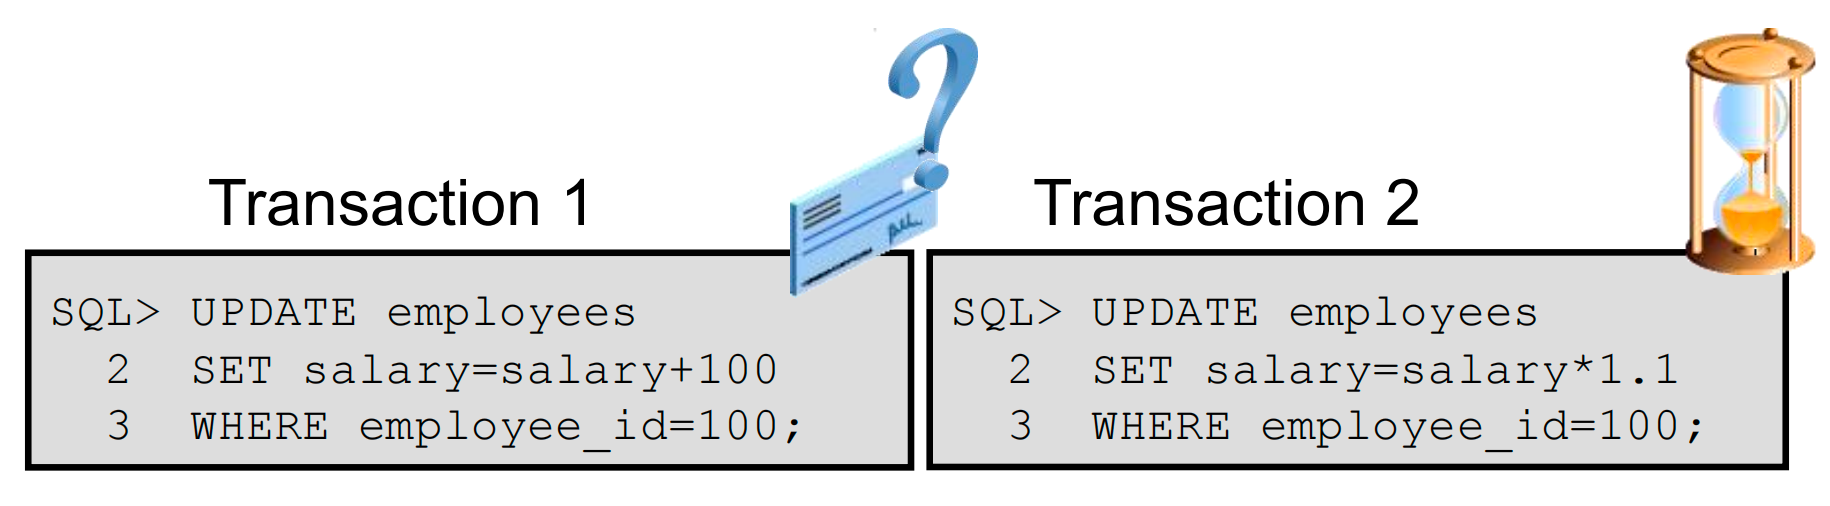 Transaction 1
SQL> UPDATE employees
2 SET salary=salary+100
3 WHERE employee_id=100;
Transaction 2
SQL> UPDATE employees
2 SET salary=salary*1.1
3 WHERE employee_id=100;